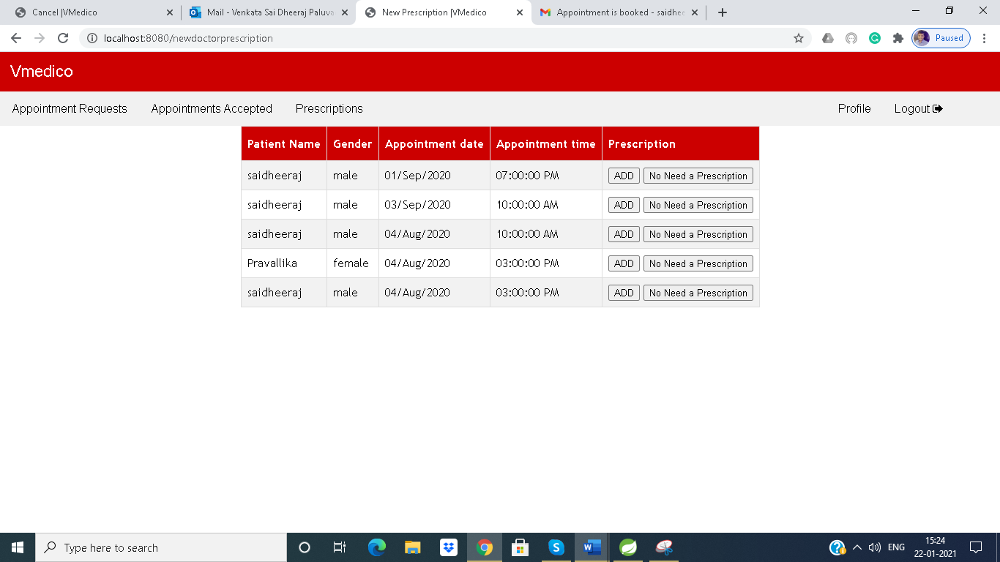 Cancel |VMedico
Mail - Venkata Sai Dheeraj Paluva
New Prescription |VMedico
Appointment is booked - saidhee
localhost:8080/newdoctorprescription
Paused
Vmedico
Appointment Requests Appointments Accepted Prescriptions Profile Logout
Patient Name Gender Appointment date Appointment time Prescription
saidheeraj male 01/Sep/2020 07:00:00 PM ADD No Need a Prescription
saidheeraj male 03/Sep/2020 10:00:00 AM ADD No Need a Prescription
saidheeraj male 04/Aug/2020 10:00:00 AM ADD No Need a Prescription
Pravallika female 04/Aug/2020 03:00:00 PM ADD No Need a Prescription
saidheeraj male 04/Aug/2020 03:00:00 PM ADD No Need a Prescription
Type here to search
ENG
15:24
22-01-2021